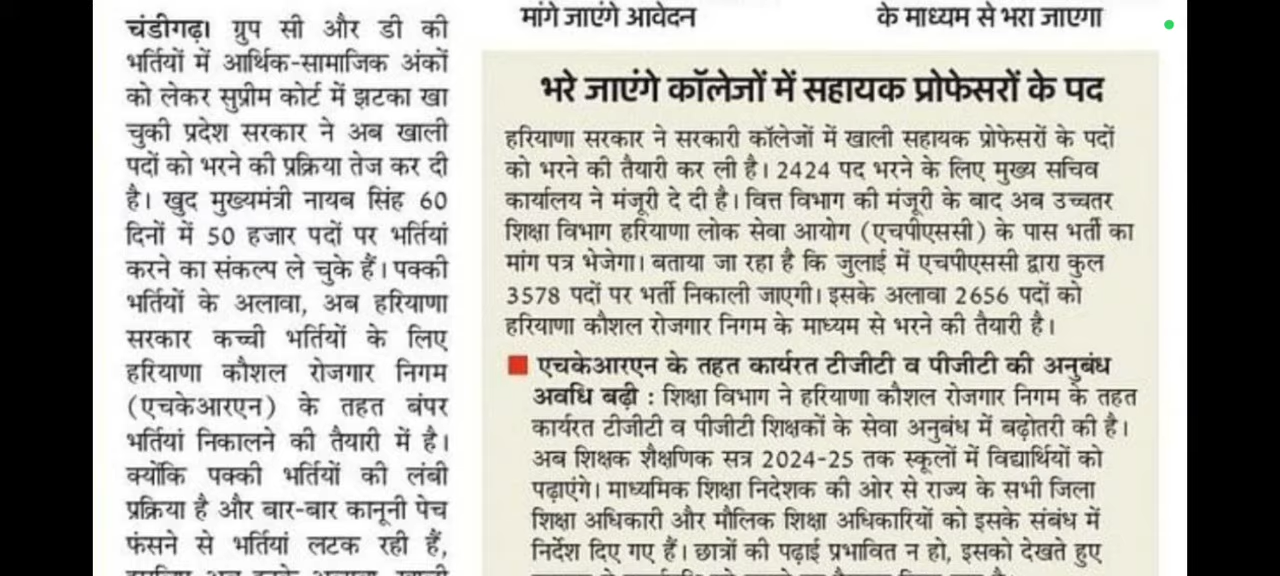 मांगे जाएंगे आवेदन
के माध्यम से भरा जाएगा
चंडीगढ़। ग्रुप सी और डी की
भर्तियों में आर्थिक-सामाजिक अंकों
को लेकर सुप्रीम कोर्ट में झटका खा
चुकी प्रदेश सरकार ने अब खाली
पदों को भरने की प्रक्रिया तेज कर दी
है। खुद मुख्यमंत्री नायब सिंह 60
दिनों में 50 हजार पदों पर भर्तियां
करने का संकल्प ले चुके हैं। पक्की
भर्तियों के अलावा, अब हरियाणा
सरकार कच्ची भर्तियों के लिए
हरियाणा कौशल रोजगार निगम
(एचकेआरएन) के तहत बंपर
भर्तियां निकालने की तैयारी में है।
क्योंकि पक्की भर्तियों की लंबी
प्रक्रिया है और बार-बार कानूनी पेच
फंसने से भर्तियां लटक रही हैं,
भरे जाएंगे कॉलेजों में सहायक प्रोफेसरों के पद
हरियाणा सरकार ने सरकारी कॉलेजों में खाली सहायक प्रोफेसरों के पदों
को भरने की तैयारी कर ली है। 2424 पद भरने के लिए मुख्य सचिव
कार्यालय ने मंजूरी दे दी है। वित्त विभाग की मंजूरी के बाद अब उच्चतर
शिक्षा विभाग हरियाणा लोक सेवा आयोग (एचपीएससी) के पास भर्ती का
मांग पत्र भेजेगा। बताया जा रहा है कि जुलाई में एचपीएससी द्वारा कुल
3578 पदों पर भर्ती निकाली जाएगी। इसके अलावा 2656 पदों को
हरियाणा कौशल रोजगार निगम के माध्यम से भरने की तैयारी है।
एचकेआरएन के तहत कार्यरत टीजीटी व पीजीटी की अनुबंध
अवधि बढ़ी : शिक्षा विभाग ने हरियाणा कौशल रोजगार निगम के तहत
कार्यरत टीजीटी व पीजीटी शिक्षकों के सेवा अनुबंध में बढ़ोतरी की है।
अब शिक्षक शैक्षणिक सत्र 2024-25 तक स्कूलों में विद्यार्थियों को
पढ़ाएंगे। माध्यमिक शिक्षा निदेशक की ओर से राज्य के सभी जिला
शिक्षा अधिकारी और मौलिक शिक्षा अधिकारियों को इसके संबंध में
निर्देश दिए गए हैं। छात्रों की पढ़ाई प्रभावित न हो, इसको देखते हुए